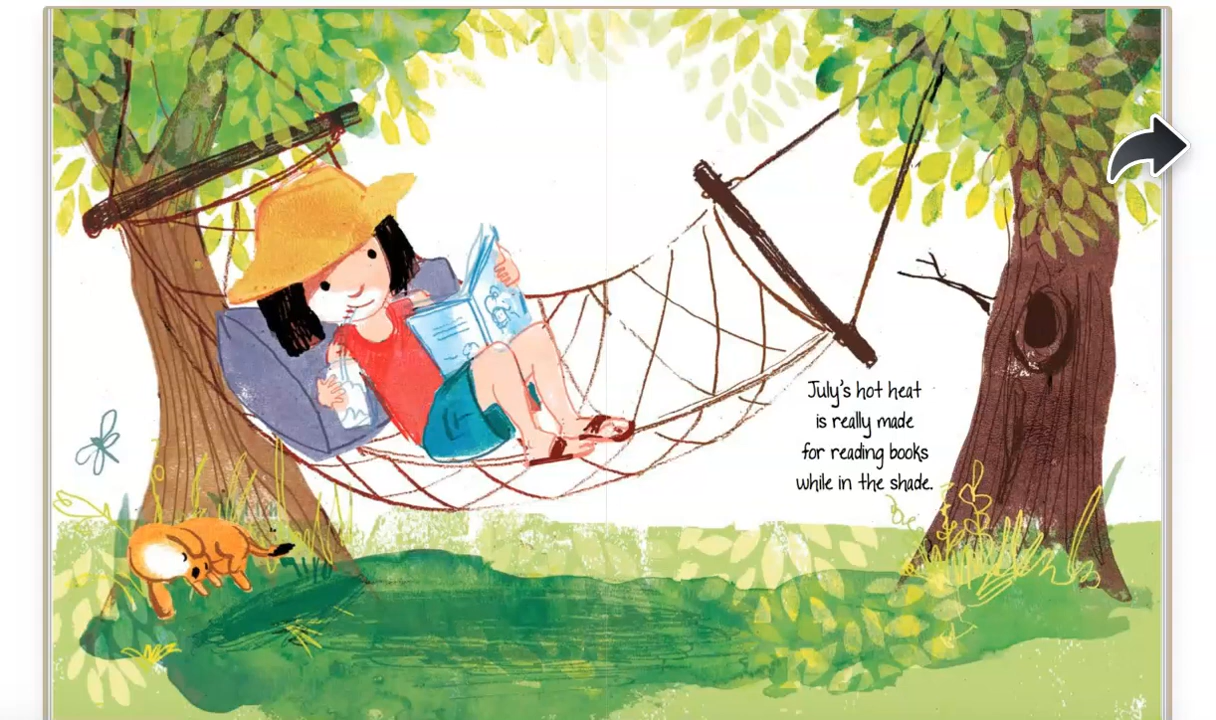 July's hot heat
is really made
for reading books
while in the shade.